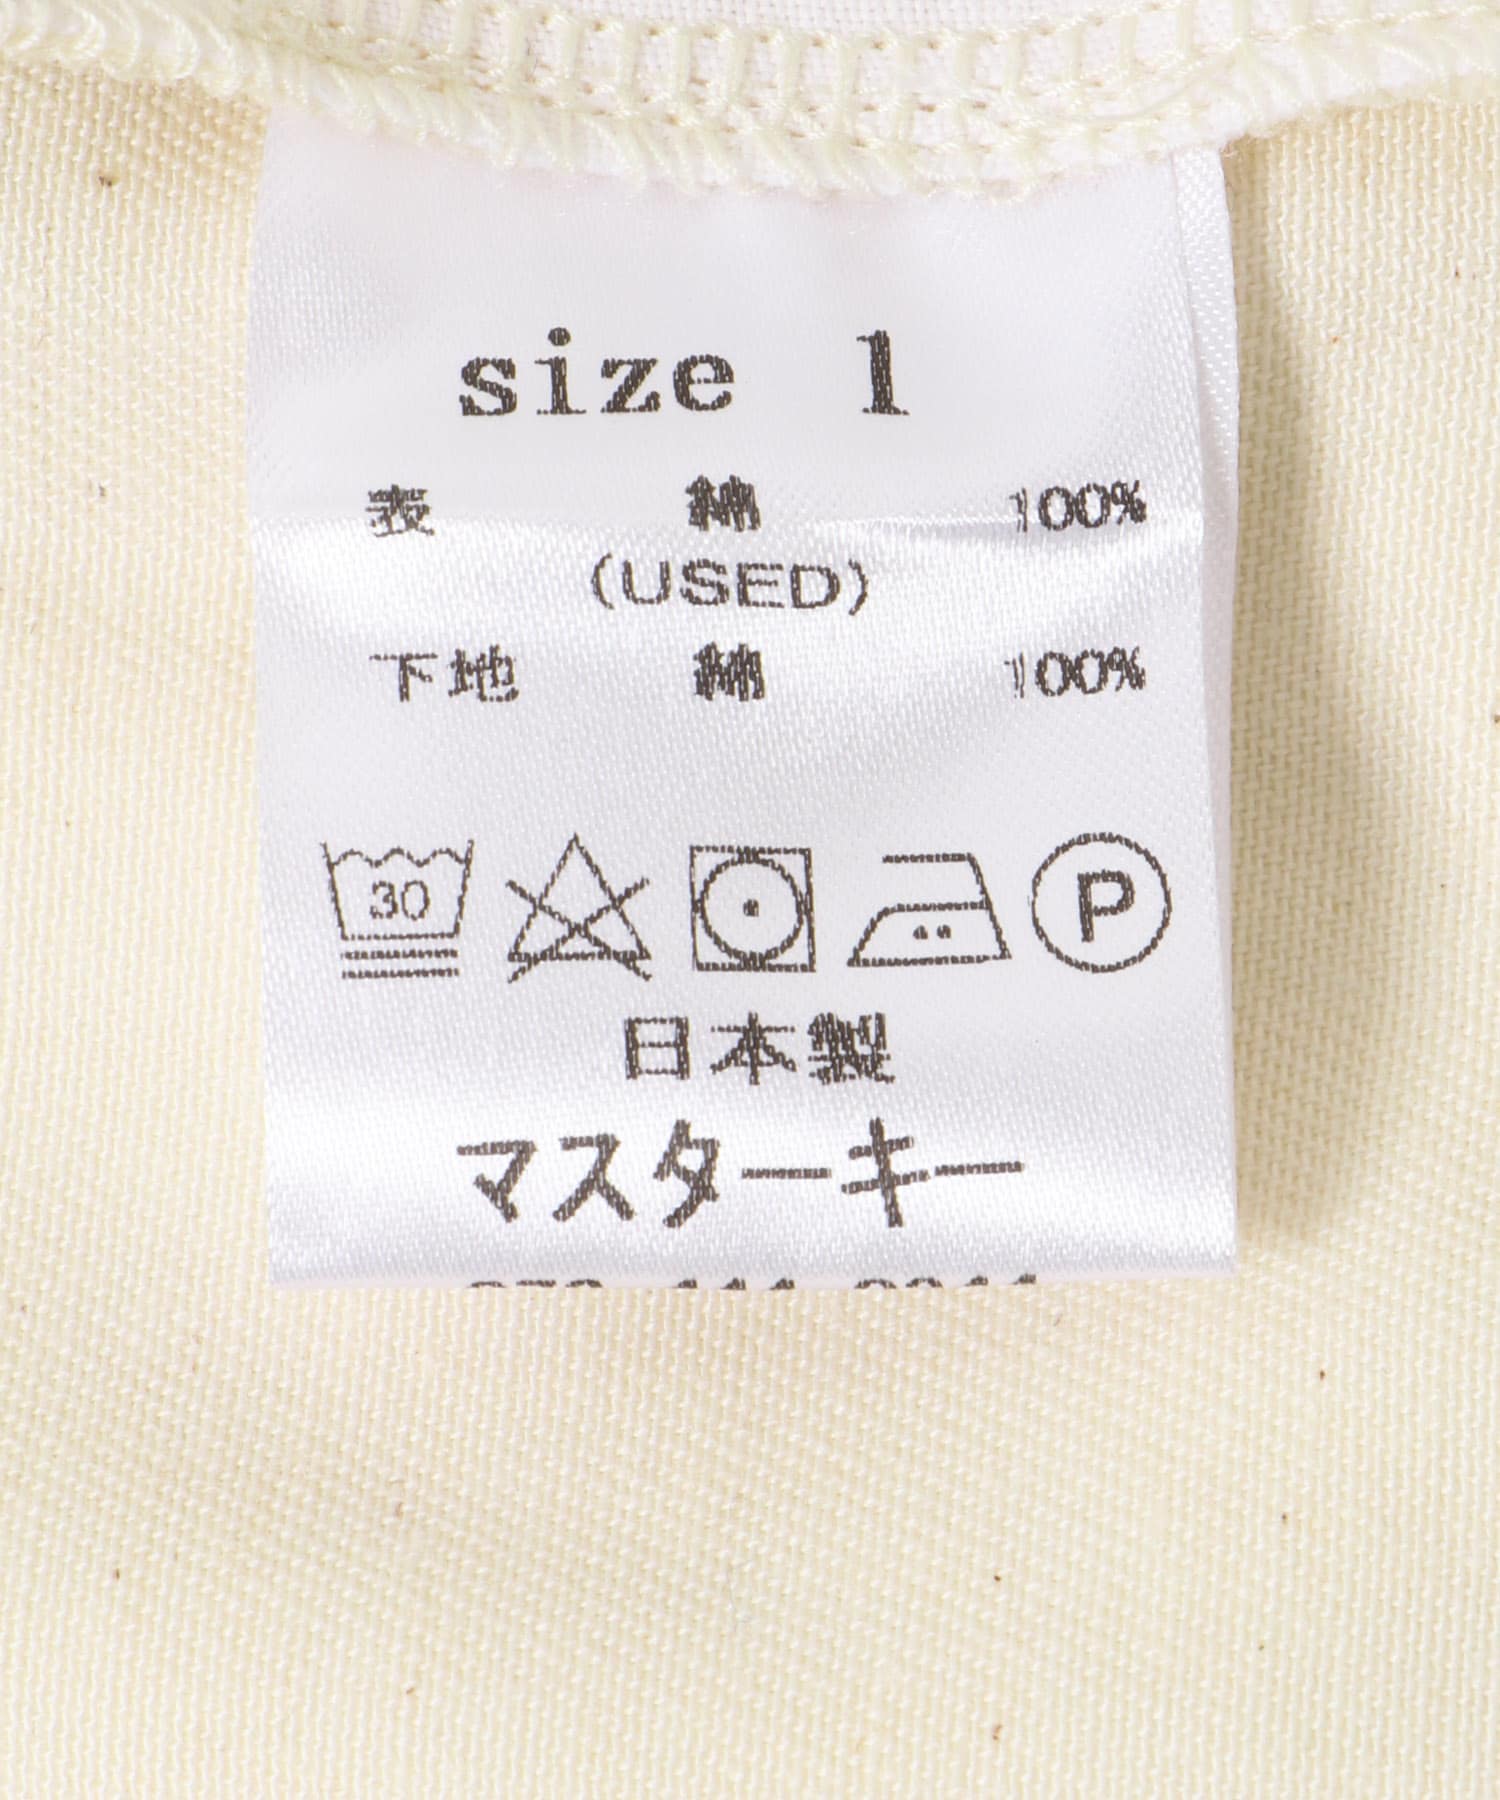 size 1
表 綿 100%
(USED)
下地 綿 100%
30 P
日本製
マスターキー